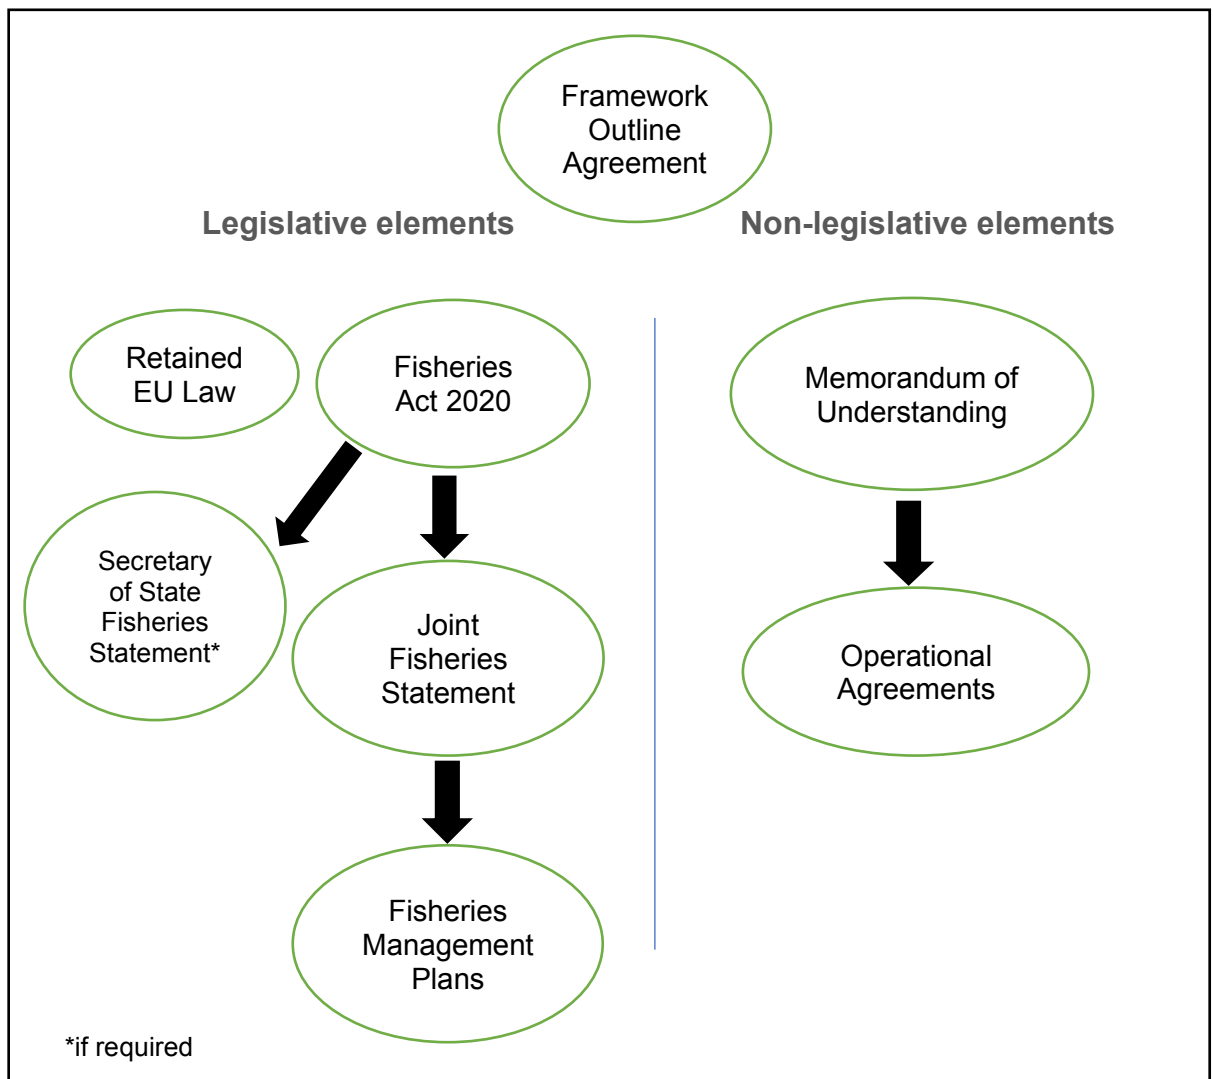 Framework
Outline
Agreement
Legislative elements
Non-legislative elements
Retained
EU Law
Fisheries
Act 2020
Memorandum of
Understanding
Secretary
of State
Fisheries
Statement*
Joint
Fisheries
Statement
Operational
Agreements
Fisheries
Management
Plans
*if required